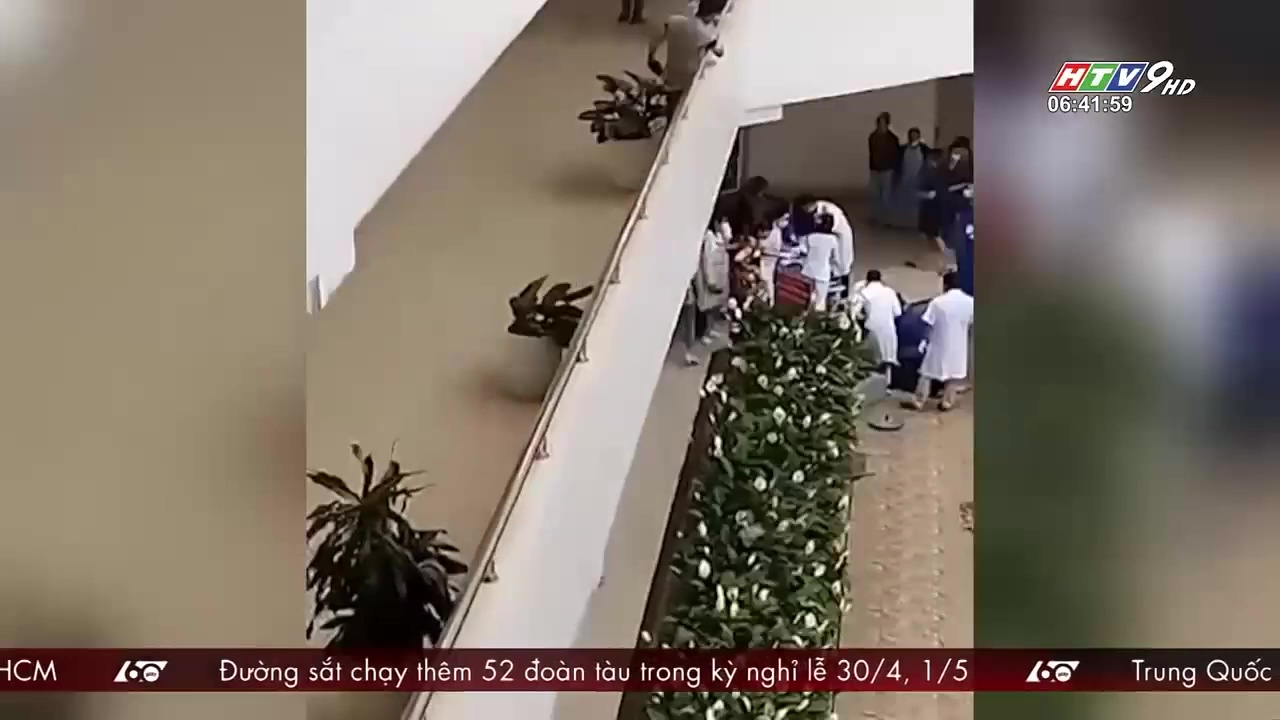 HTV9 HD
06:41:59
HCM 60 Đường sắt chạy thêm 52 đoàn tàu trong kỳ nghỉ lễ 30/4, 1/5 60 Trung Quốc